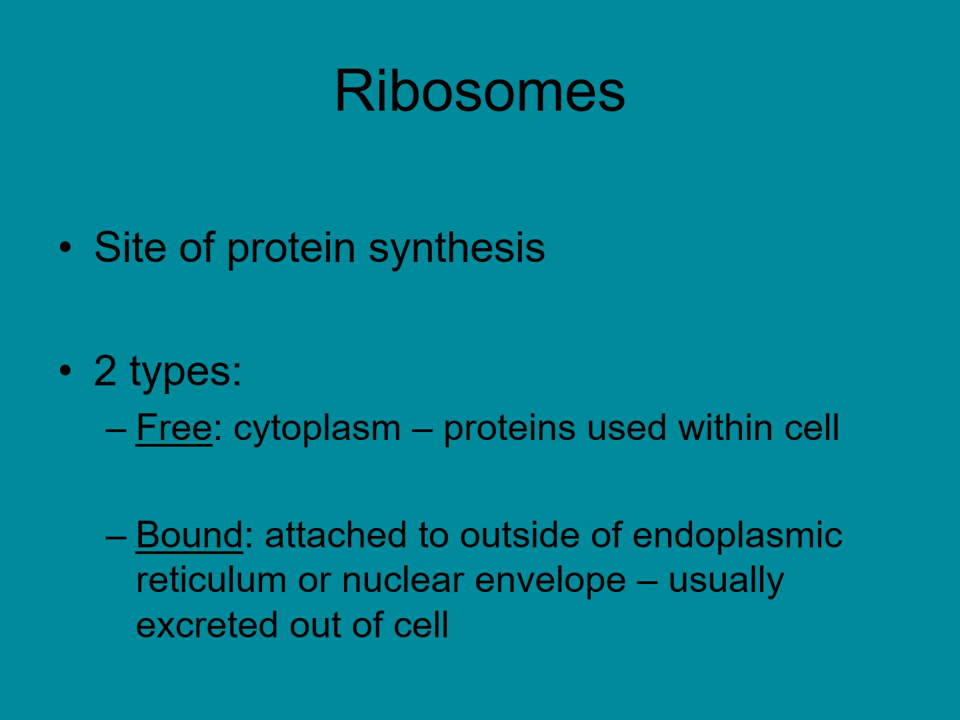 Ribosomes
• Site of protein synthesis
• 2 types:
– Free: cytoplasm – proteins used within cell
– Bound: attached to outside of endoplasmic
reticulum or nuclear envelope – usually
excreted out of cell